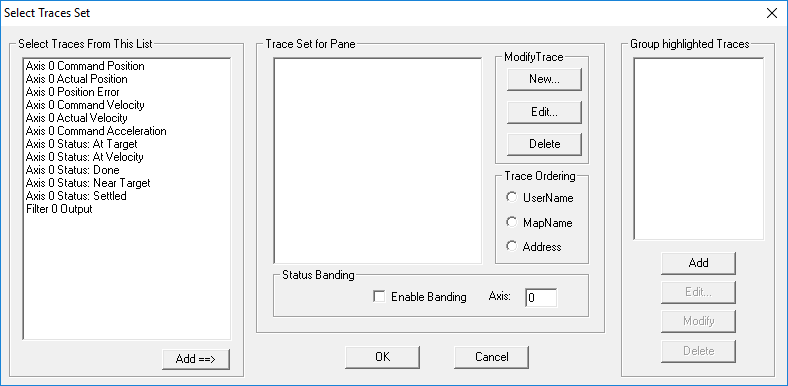 Select Traces Set
Select Traces From This List
Axis 0 Command Position
Axis 0 Actual Position
Axis 0 Position Error
Axis 0 Command Velocity
Axis 0 Actual Velocity
Axis 0 Command Acceleration
Axis 0 Status: At Target
Axis 0 Status: At Velocity
Axis 0 Status: Done
Axis 0 Status: Near Target
Axis 0 Status: Settled
Filter 0 Output
Add ==>
Trace Set for Pane
ModifyTrace
New...
Edit...
Delete
Trace Ordering
UserName
MapName
Address
Status Banding
Enable Banding
Axis: 0
OK
Cancel
Group highlighted Traces
Add
Edit...
Modify
Delete